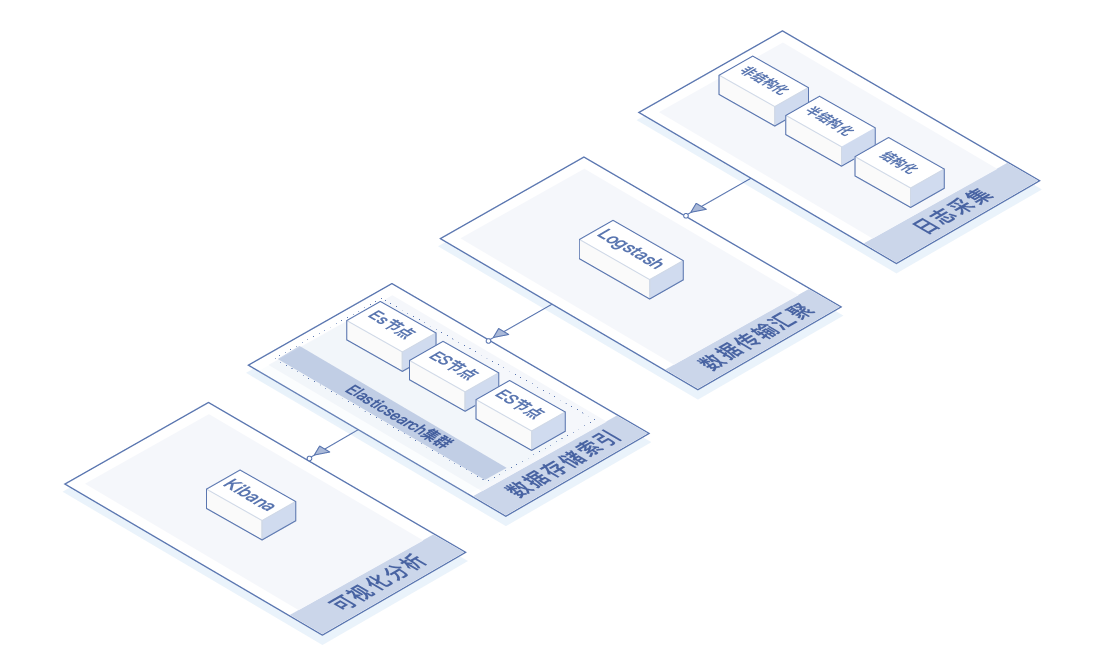 非结构化
半结构化
结构化
日志采集
Logstash
数据传输汇聚
Es节点
ES节点
ES节点
Elasticsearch集群
数据存储索引
Kibana
可视化分析